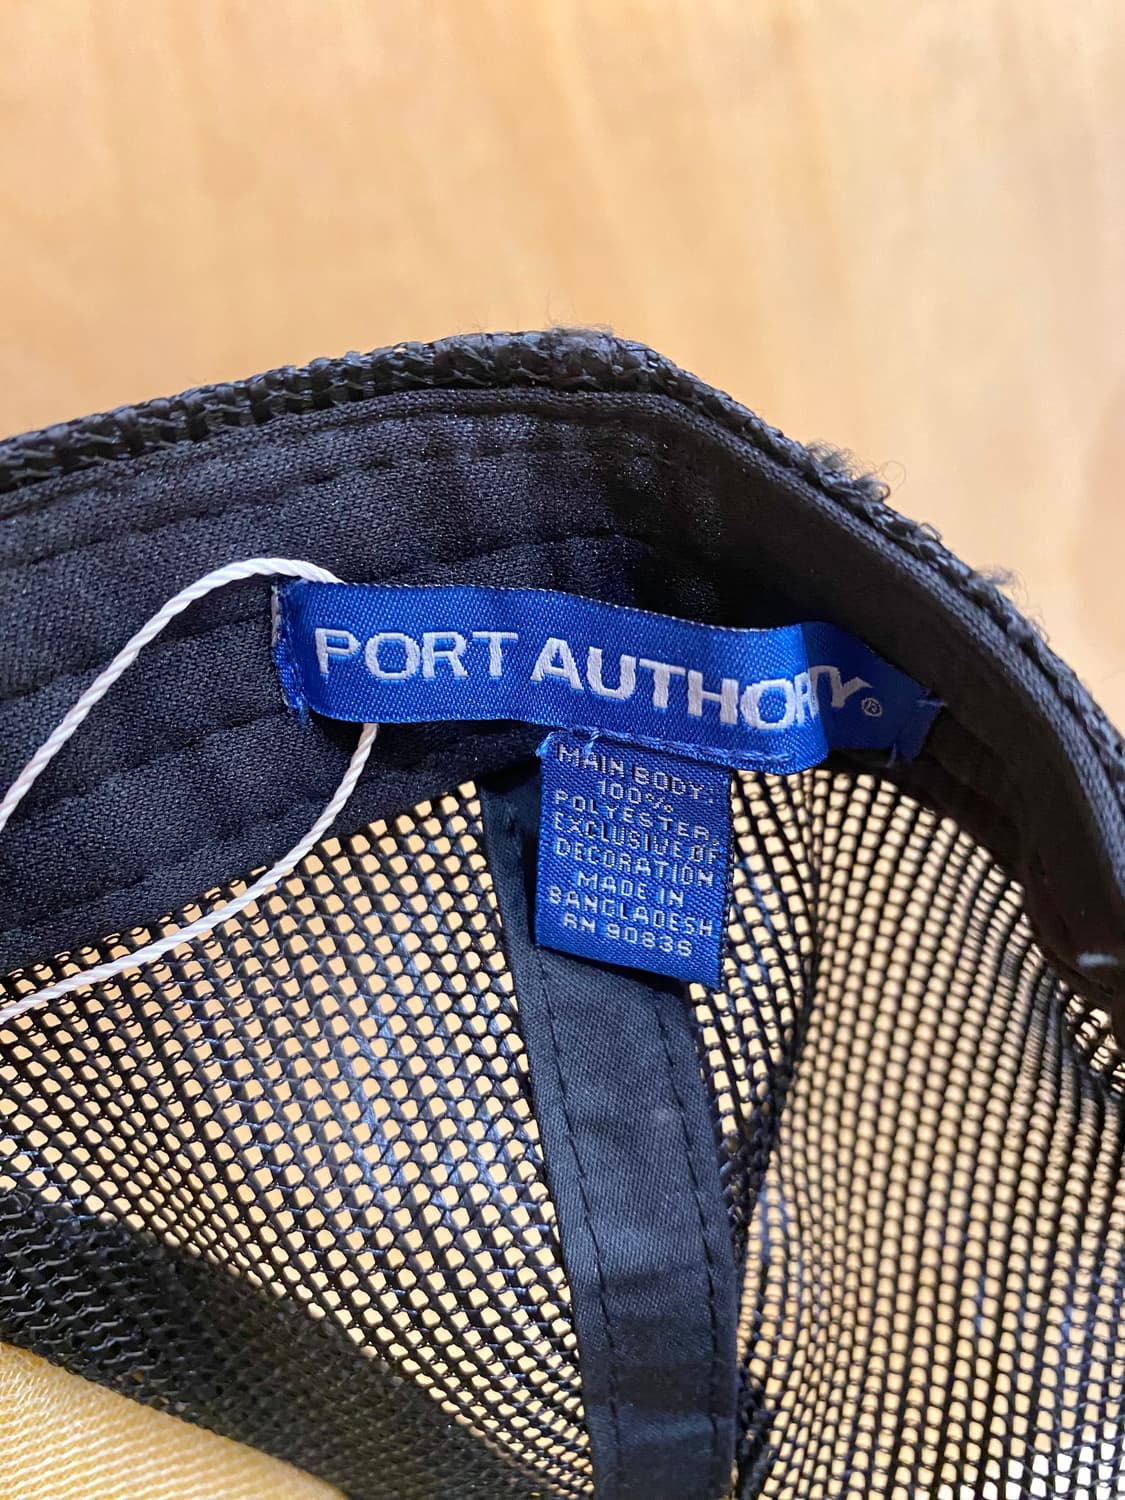 PORT AUTHORITY®
MAIN BODY:
100%
POLYESTER,
EXCLUSIVE OF
DECORATION
MADE IN
BANGLADESH
RN 90836